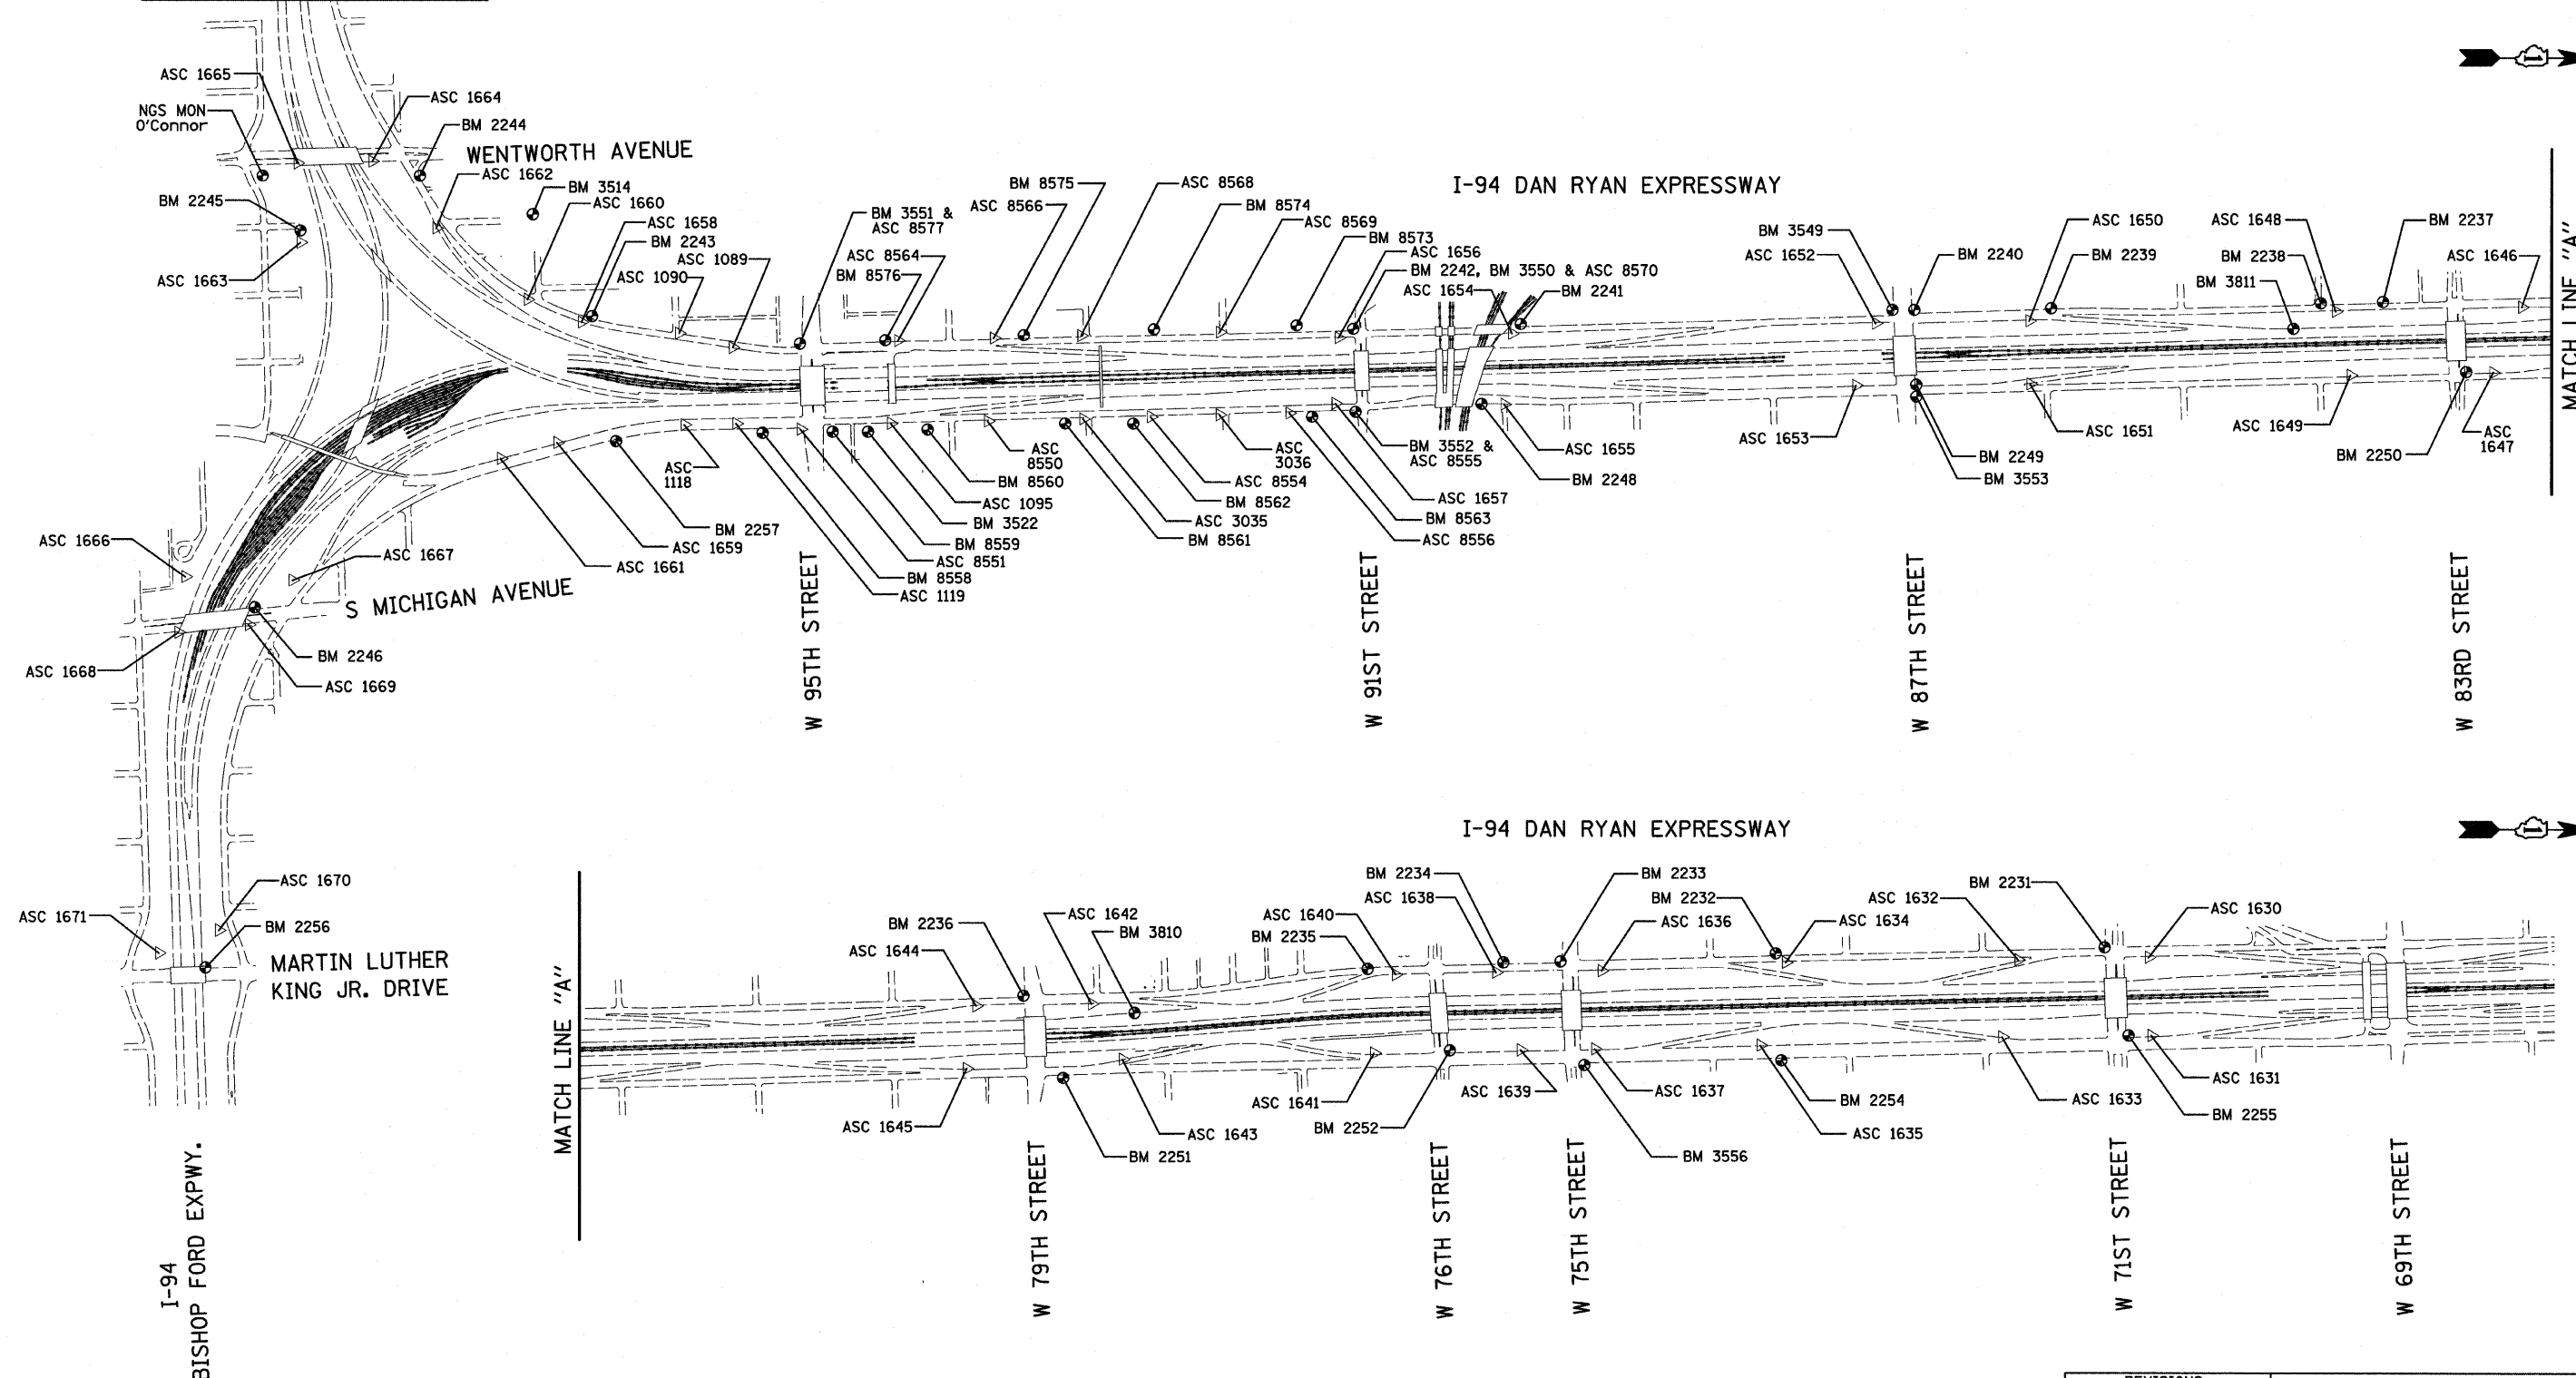 ASC 1665
NGS MON
O'Connor
ASC 1664
BM 2244
WENTWORTH AVENUE
ASC 1662
BM 2245
BM 3514
ASC 1660
ASC 1658
BM 2243
ASC 1089
ASC 1090
ASC 1663
BM 3551 &
ASC 8577
ASC 8564
BM 8576
BM 8575
ASC 8566
ASC 8568
BM 8574
ASC 8569
BM 8573
ASC 1656
BM 2242, BM 3550 & ASC 8570
ASC 1654
BM 2241
I-94 DAN RYAN EXPRESSWAY
BM 3549
ASC 1652
BM 2240
ASC 1650
BM 2239
ASC 1648
BM 2238
BM 3811
BM 2237
ASC 1646
MATCH LINE "A"
ASC 1666
ASC 1667
S MICHIGAN AVENUE
ASC 1668
BM 2246
ASC 1669
ASC 1661
ASC 1659
BM 2257
ASC
1118
ASC 1119
BM 8558
ASC 8551
BM 8559
BM 3522
ASC 1095
BM 8560
ASC
8550
BM 8561
ASC 3035
BM 8562
ASC 8554
ASC
3036
ASC 8556
BM 8563
ASC 1657
BM 3552 &
ASC 8555
ASC 1655
BM 2248
ASC 1653
BM 2249
BM 3553
ASC 1651
ASC 1649
BM 2250
ASC
1647
W 95TH STREET
W 91ST STREET
W 87TH STREET
W 83RD STREET
ASC 1670
ASC 1671
BM 2256
MARTIN LUTHER
KING JR. DRIVE
I-94
BISHOP FORD EXPWY.
I-94 DAN RYAN EXPRESSWAY
MATCH LINE "A"
BM 2236
ASC 1644
ASC 1642
BM 3810
ASC 1640
BM 2235
BM 2234
ASC 1638
BM 2233
BM 2232
ASC 1636
ASC 1634
ASC 1632
BM 2231
ASC 1630
ASC 1645
BM 2251
ASC 1643
ASC 1641
BM 2252
ASC 1639
ASC 1637
BM 3556
BM 2254
ASC 1635
ASC 1633
ASC 1631
BM 2255
W 79TH STREET
W 76TH STREET
W 75TH STREET
W 71ST STREET
W 69TH STREET
REVISIONS